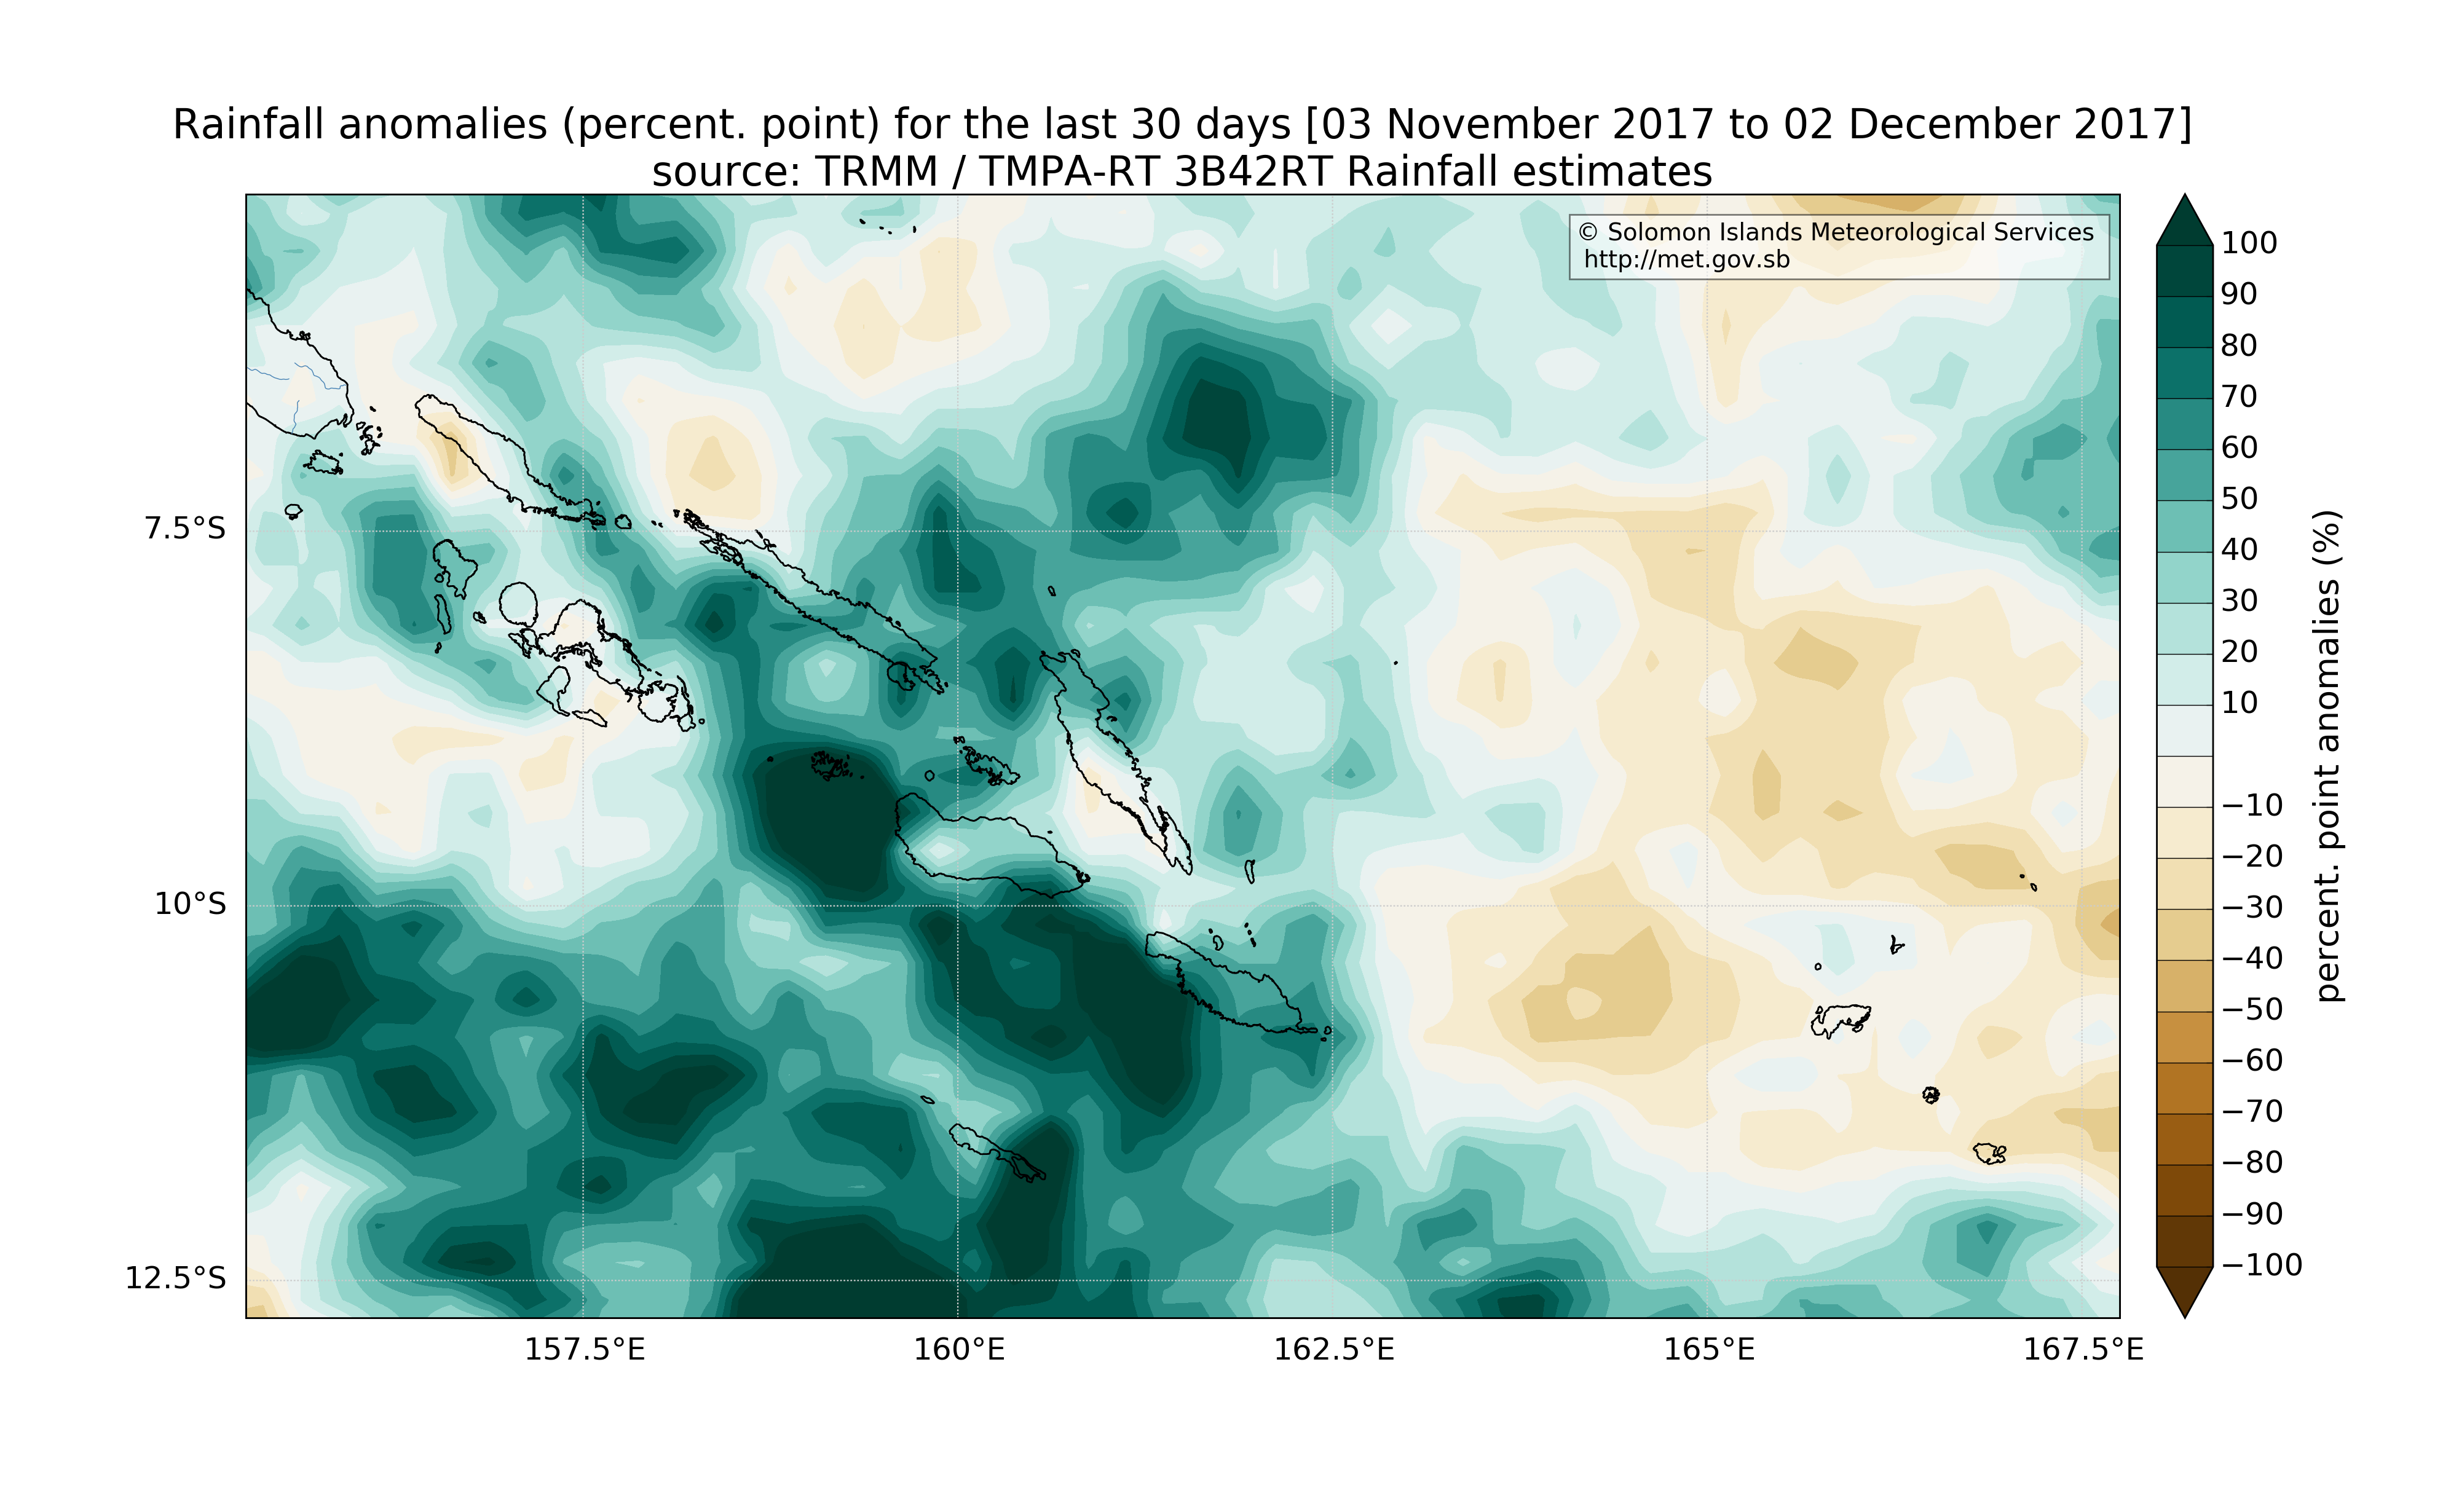 Rainfall anomalies (percent. point) for the last 30 days [03 November 2017 to 02 December 2017]
source: TRMM / TMPA-RT 3B42RT Rainfall estimates
© Solomon Islands Meteorological Services
http://met.gov.sb
7.5°S
10°S
12.5°S
157.5°E
160°E
162.5°E
165°E
167.5°E
100
90
80
70
60
50
40
30
20
10
−10
−20
−30
−40
−50
−60
−70
−80
−90
−100
percent. point anomalies (%)